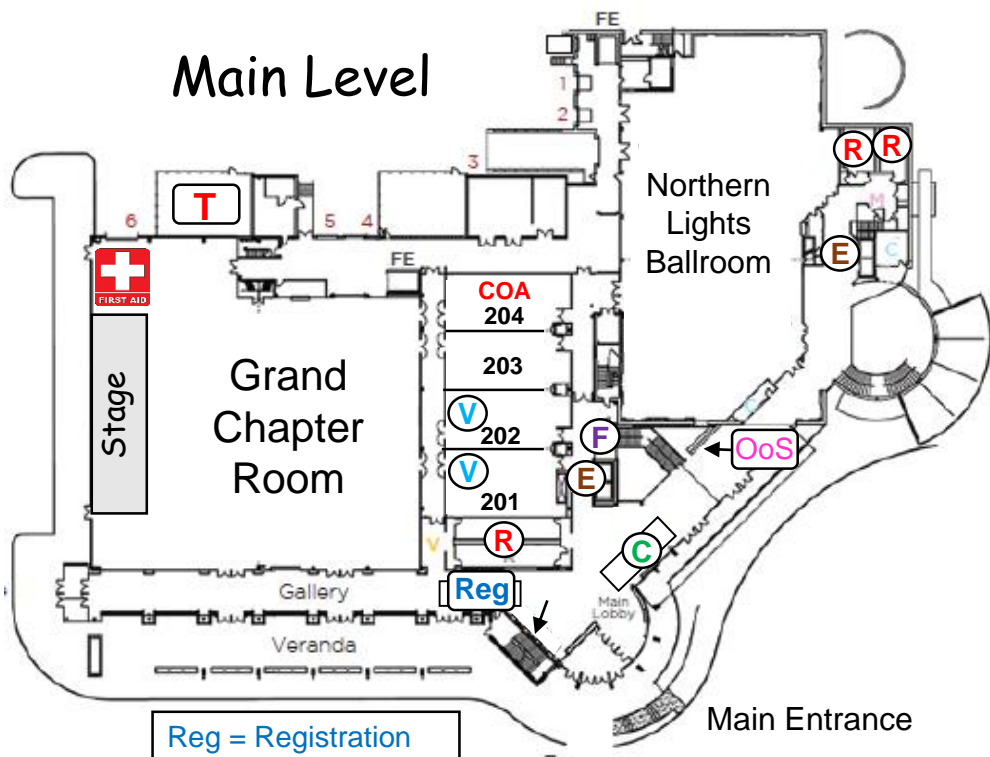 Main Level
FE
1
2
3
R
R
T
Northern
Lights
Ballroom
M
6
5
4
E
C
FIRST AID
FE
COA
204
Stage
Grand
Chapter
Room
203
V
202
C
F
OoS
V
201
E
V
R
C
Reg
Gallery
Main
Lobby
Veranda
Reg = Registration
Main Entrance